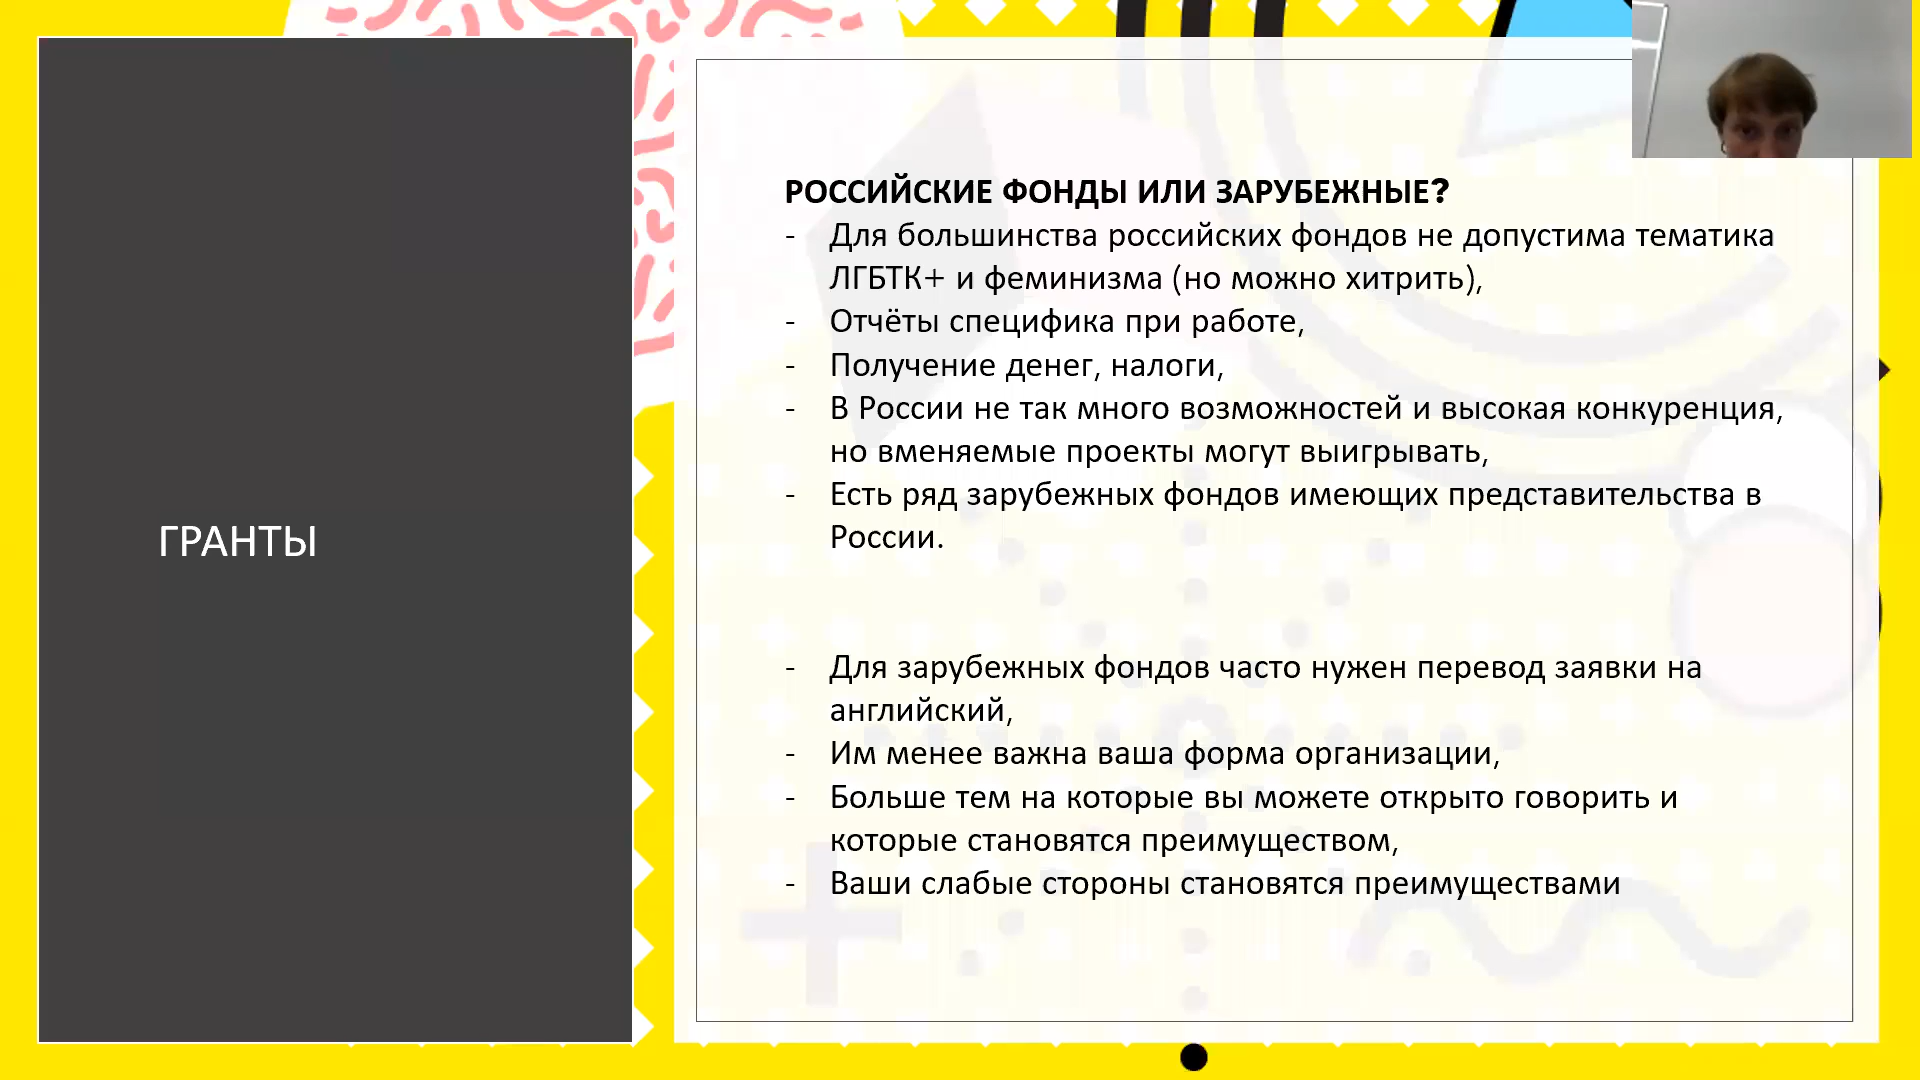 ГРАНТЫ
РОССИЙСКИЕ ФОНДЫ ИЛИ ЗАРУБЕЖНЫЕ?
- Для большинства российских фондов не допустима тематика
ЛГБТК+ и феминизма (но можно хитрить),
- Отчёты специфика при работе,
- Получение денег, налоги,
- В России не так много возможностей и высокая конкуренция,
но вменяемые проекты могут выигрывать,
- Есть ряд зарубежных фондов имеющих представительства в
России.
- Для зарубежных фондов часто нужен перевод заявки на
английский,
- Им менее важна ваша форма организации,
- Больше тем на которые вы можете открыто говорить и
которые становятся преимуществом,
- Ваши слабые стороны становятся преимуществами